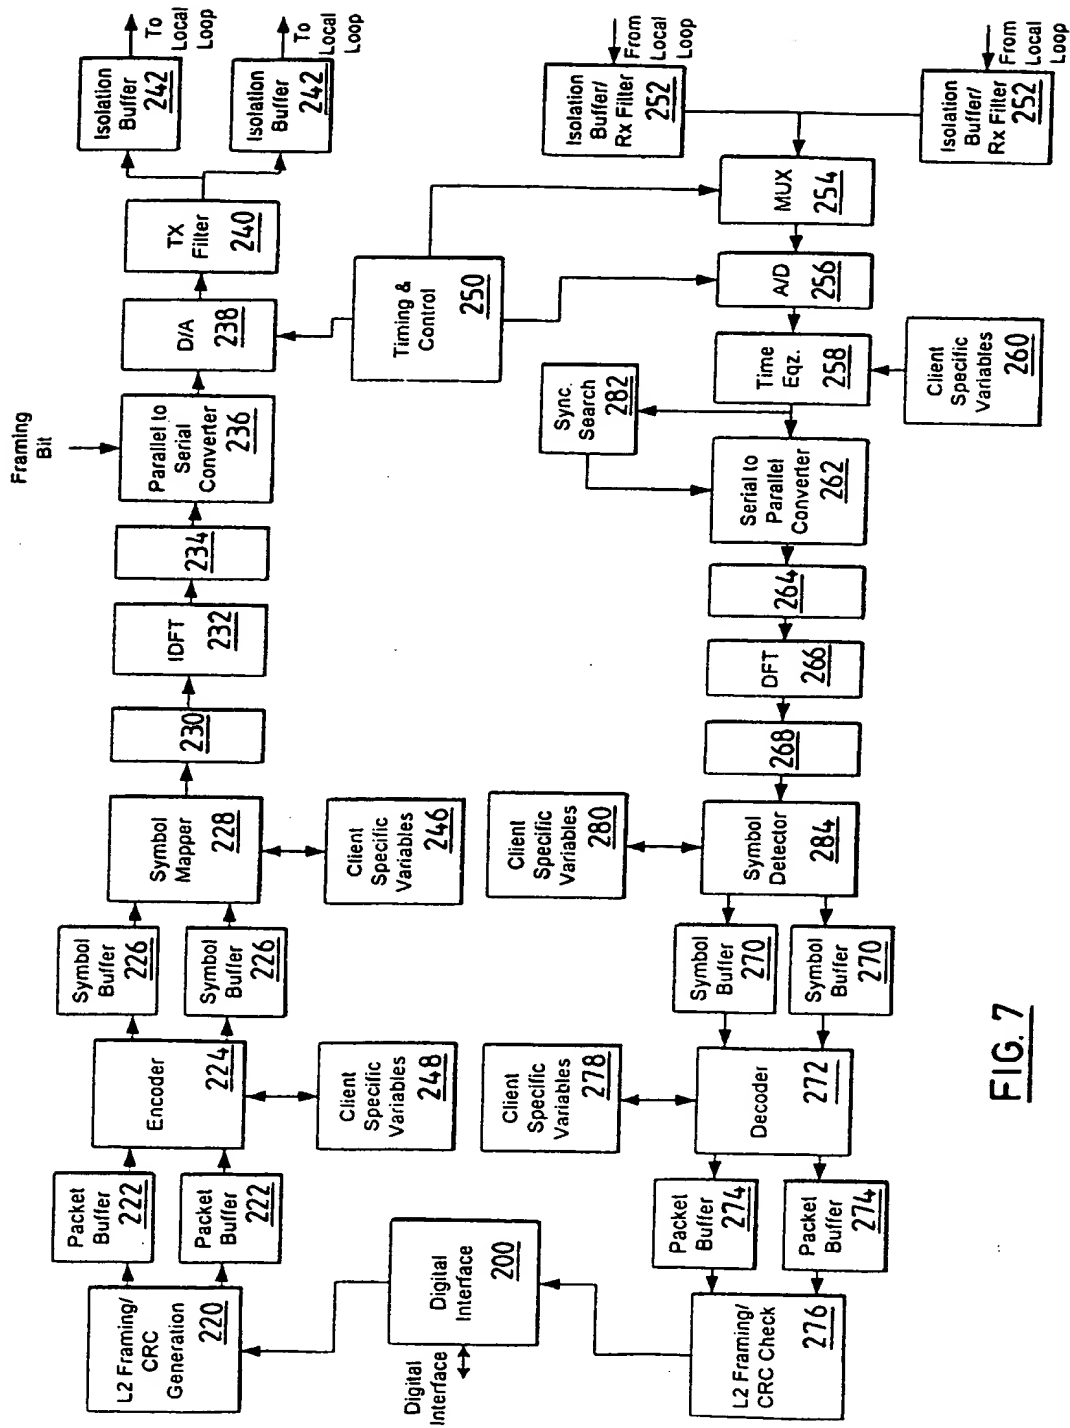 Framing
Bit
L2 Framing/
CRC
Generation
220
Packet
Buffer
222
Packet
Buffer
222
Encoder
224
Symbol
Buffer
226
Symbol
Buffer
226
Symbol
Mapper
228
230
IDFT
232
234
Parallel to
Serial
Converter
236
D/A
238
TX
Filter
240
Isolation
Buffer
242
To
Local
Loop
Isolation
Buffer
242
To
Local
Loop
Client
Specific
Variables
248
Client
Specific
Variables
246
Timing &
Control
250
Digital
Interface
Digital
Interface
200
Client
Specific
Variables
278
Client
Specific
Variables
280
Sync.
Search
282
Isolation
Buffer/
Rx Filter
252
From
Local
Loop
L2 Framing/
CRC Check
276
Packet
Buffer
274
Packet
Buffer
274
Decoder
272
Symbol
Buffer
270
Symbol
Buffer
270
Symbol
Detector
284
268
DFT
266
264
Serial to
Parallel
Converter
262
Time
Eqz.
258
A/D
256
MUX
254
Client
Specific
Variables
260
Isolation
Buffer/
Rx Filter
252
From
Local
Loop
FIG. 7